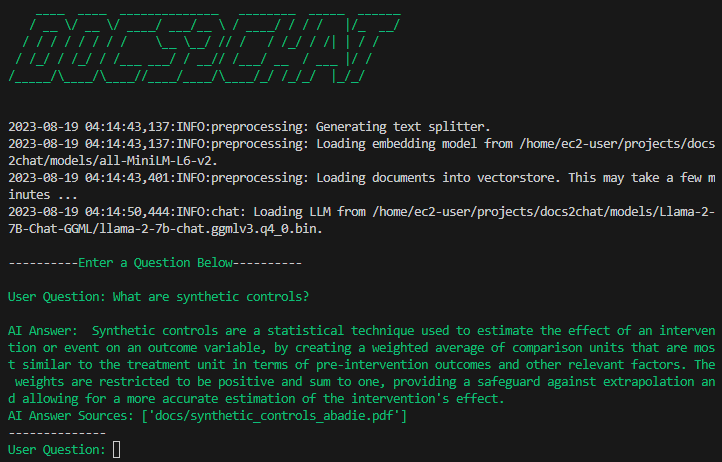 DOCS2CHAT
2023-08-19 04:14:43,137:INFO:preprocessing: Generating text splitter.
2023-08-19 04:14:43,137:INFO:preprocessing: Loading embedding model from /home/ec2-user/projects/docs
2chat/models/all-MiniLM-L6-v2.
2023-08-19 04:14:43,401:INFO:preprocessing: Loading documents into vectorstore. This may take a few m
inutes ...
2023-08-19 04:14:50,444:INFO:chat: Loading LLM from /home/ec2-user/projects/docs2chat/models/Llama-2-
7B-Chat-GGML/llama-2-7b-chat.ggmlv3.q4_0.bin.
----------Enter a Question Below----------
User Question: What are synthetic controls?
AI Answer:  Synthetic controls are a statistical technique used to estimate the effect of an interven
tion or event on an outcome variable, by creating a weighted average of comparison units that are mos
t similar to the treatment unit in terms of pre-intervention outcomes and other relevant factors. The
 weights are restricted to be positive and sum to one, providing a safeguard against extrapolation an
d allowing for a more accurate estimation of the intervention's effect.
AI Answer Sources: ['docs/synthetic_controls_abadie.pdf']
--------------
User Question: